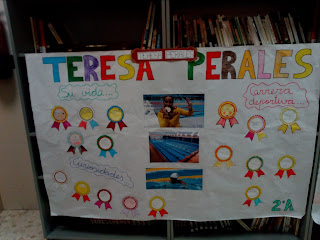 TERESA PERALES
Su vida...
Carrera
deportiva...
Curiosidades...
2ºA